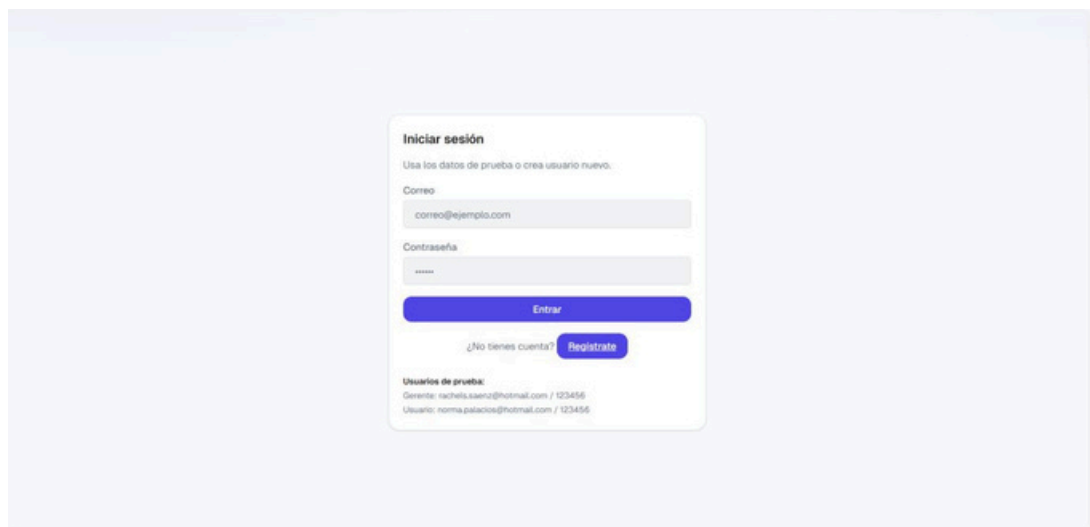 Iniciar sesión
Usa los datos de prueba o crea usuario nuevo.
Correo
correo@ejemplo.com
Contraseña
••••••
Entrar
¿No tienes cuenta? Regístrate
Usuarios de prueba:
Gerente: rachels.saenz@hotmail.com / 123456
Usuario: norma.palacios@hotmail.com / 123456